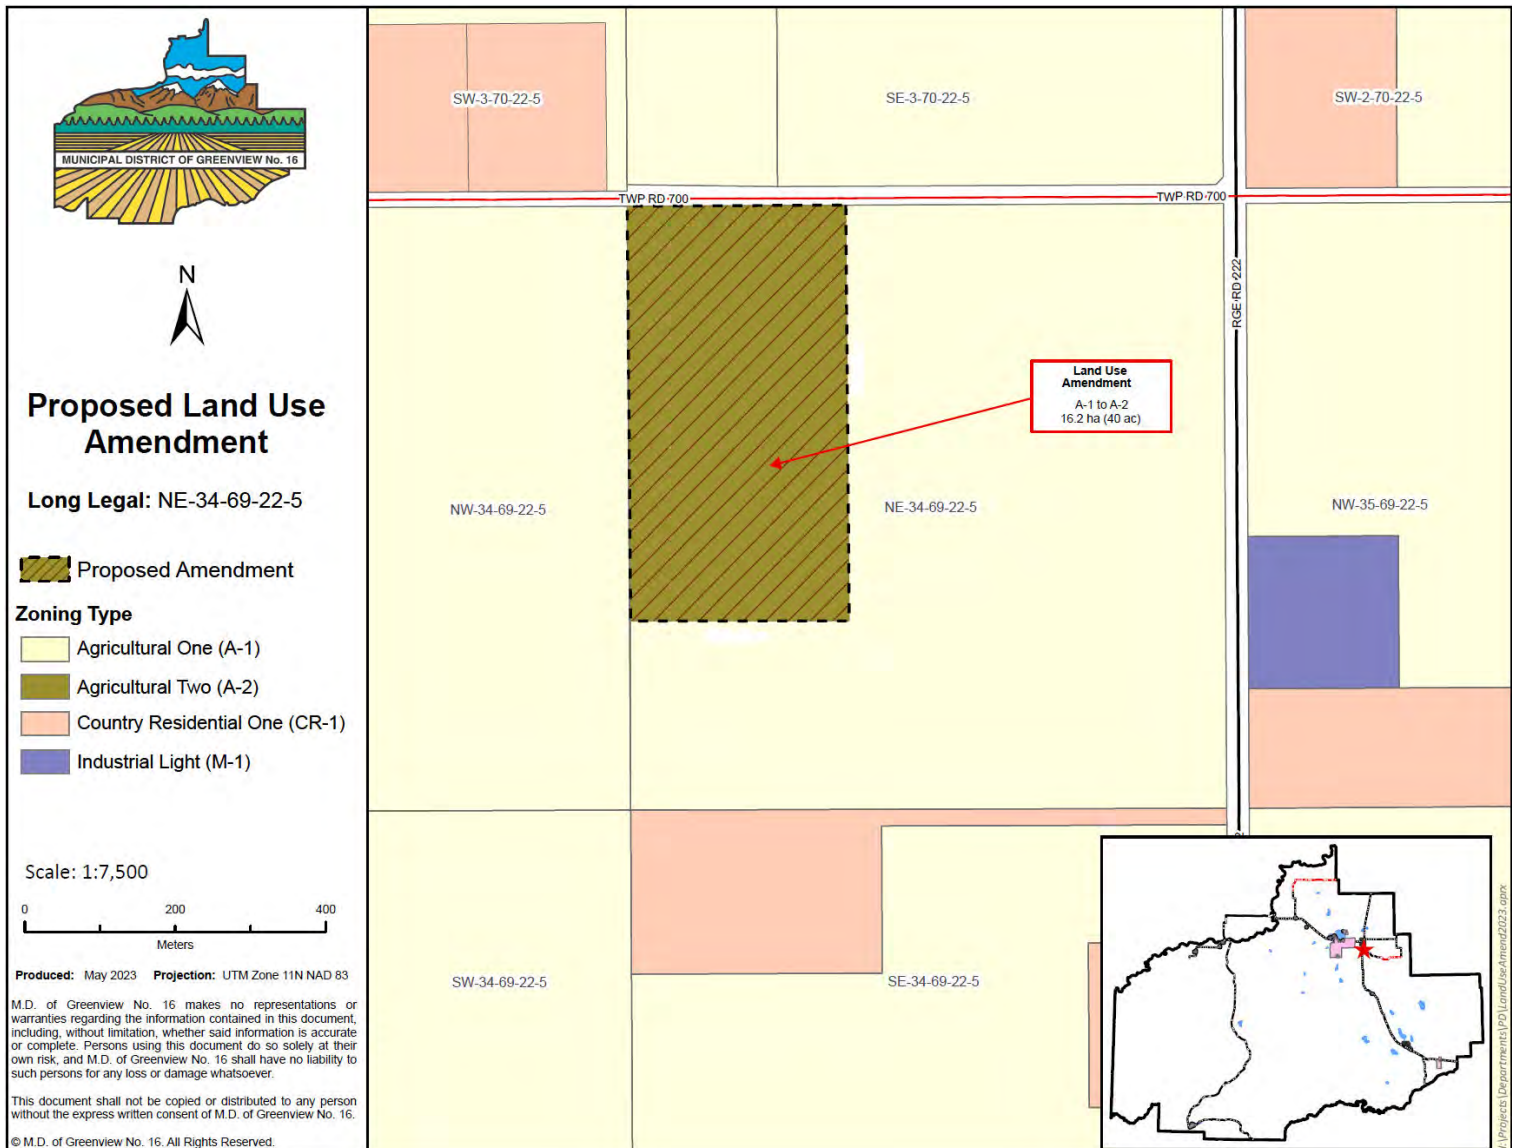 MUNICIPAL DISTRICT OF GREENVIEW No. 16
N
Proposed Land Use
Amendment
Long Legal: NE-34-69-22-5
Proposed Amendment
Zoning Type
Agricultural One (A-1)
Agricultural Two (A-2)
Country Residential One (CR-1)
Industrial Light (M-1)
Scale: 1:7,500
0 200 400
Meters
Produced: May 2023 Projection: UTM Zone 11N NAD 83
M.D. of Greenview No. 16 makes no representations or
warranties regarding the information contained in this document,
including, without limitation, whether said information is accurate
or complete. Persons using this document do so solely at their
own risk, and M.D. of Greenview No. 16 shall have no liability to
such persons for any loss or damage whatsoever.
This document shall not be copied or distributed to any person
without the express written consent of M.D. of Greenview No. 16.
© M.D. of Greenview No. 16. All Rights Reserved.
SW-3-70-22-5
SE-3-70-22-5
SW-2-70-22-5
TWP RD 700
TWP RD 700
RGE RD 222
Land Use
Amendment
A-1 to A-2
16.2 ha (40 ac)
NW-34-69-22-5
NE-34-69-22-5
NW-35-69-22-5
SW-34-69-22-5
SE-34-69-22-5
:\Projects\Departments\PD\LandUseAmend2023.aprx